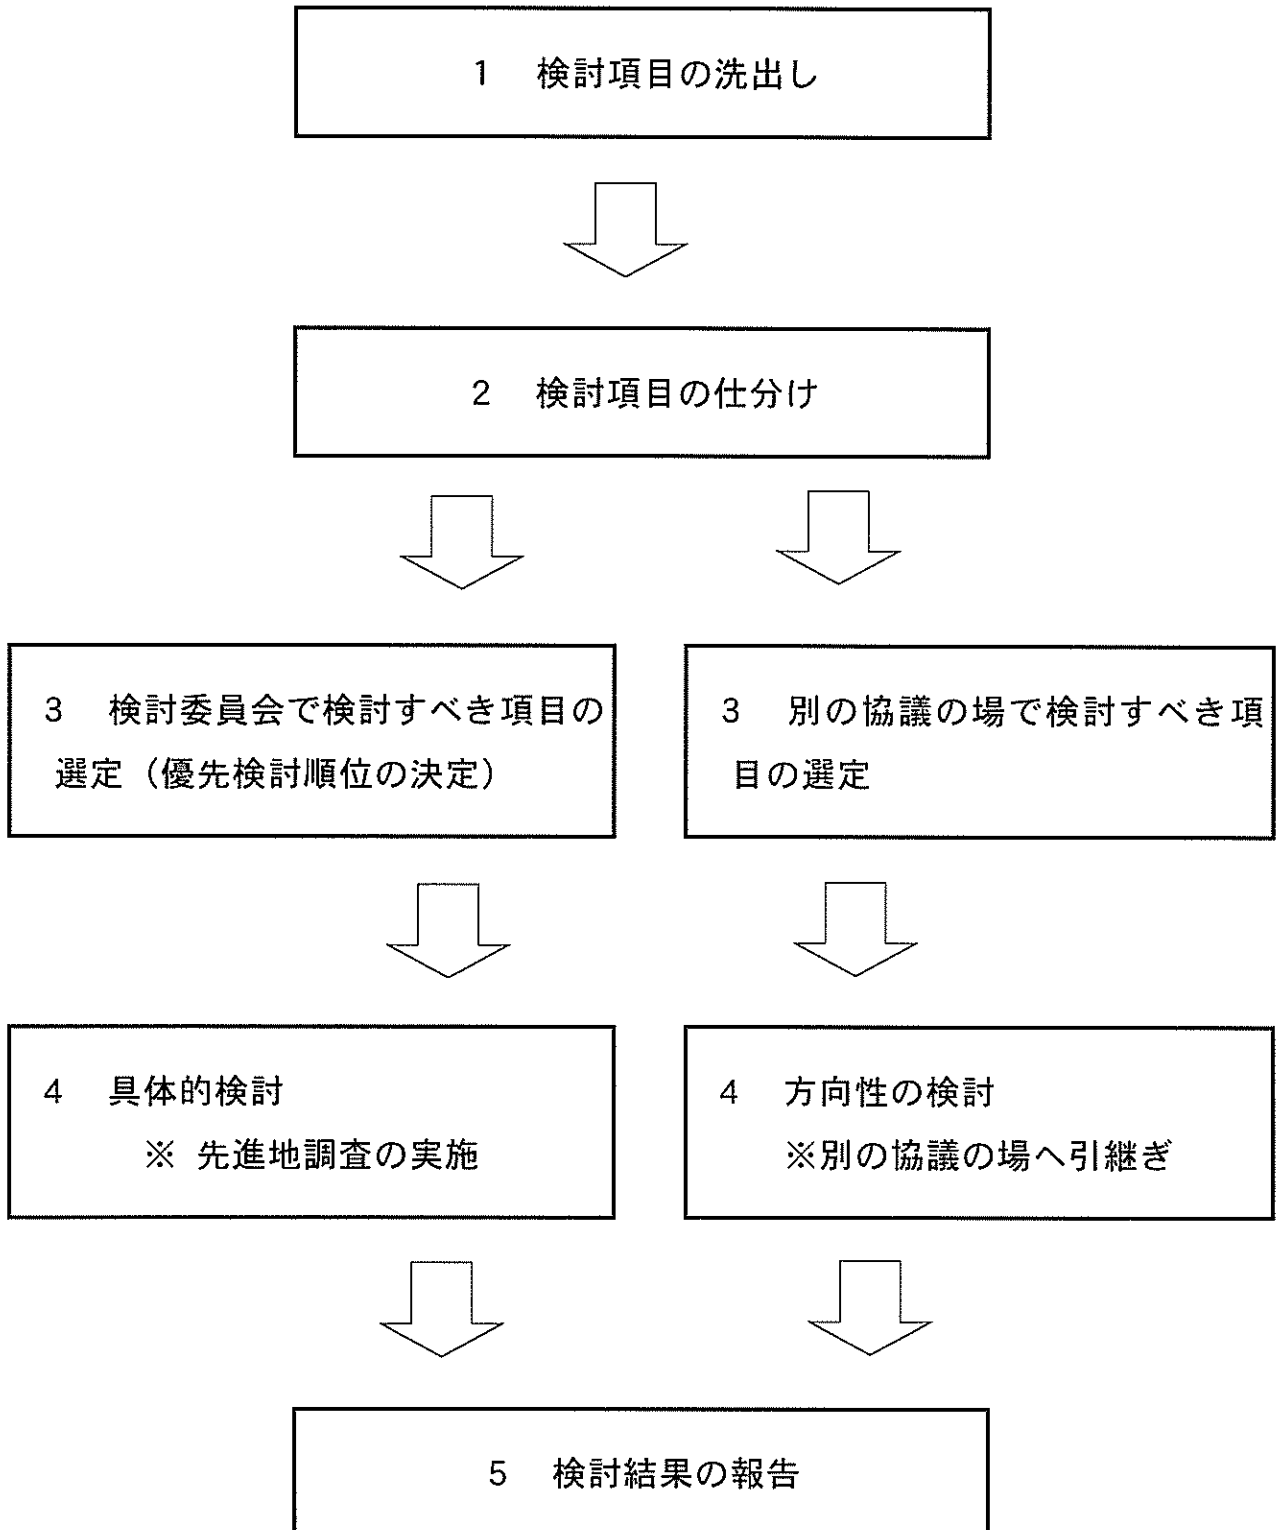 1 検討項目の洗出し
2 検討項目の仕分け
3 検討委員会で検討すべき項目の
選定（優先検討順位の決定）
3 別の協議の場で検討すべき項
目の選定
4 具体的検討
※ 先進地調査の実施
4 方向性の検討
※別の協議の場へ引継ぎ
5 検討結果の報告